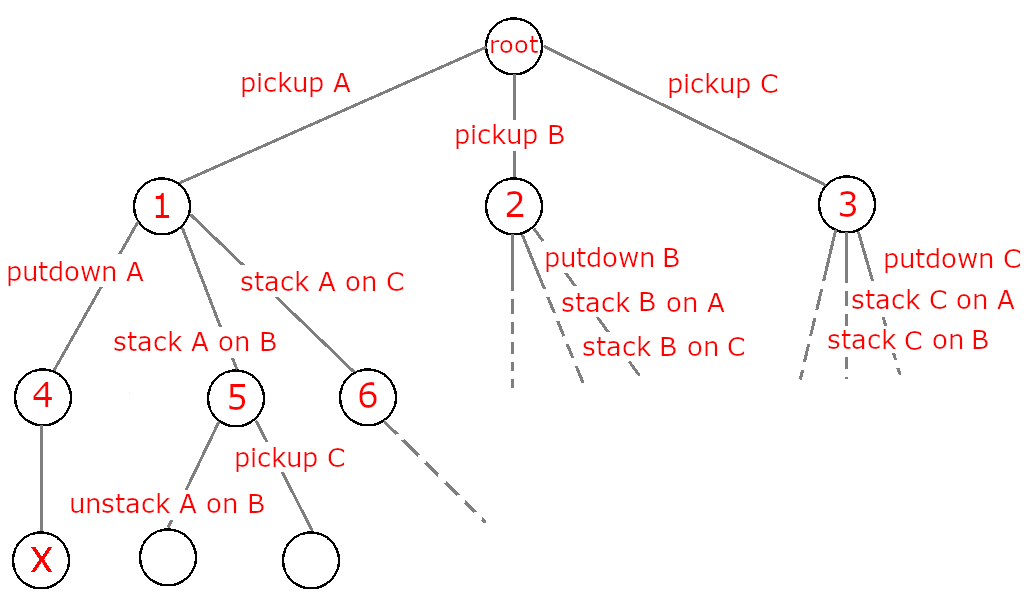 root
pickup A
pickup C
pickup B
1
2
3
putdown A
stack A on C
stack A on B
putdown B
stack B on A
stack B on C
putdown C
stack C on A
stack C on B
4
5
6
pickup C
unstack A on B
X